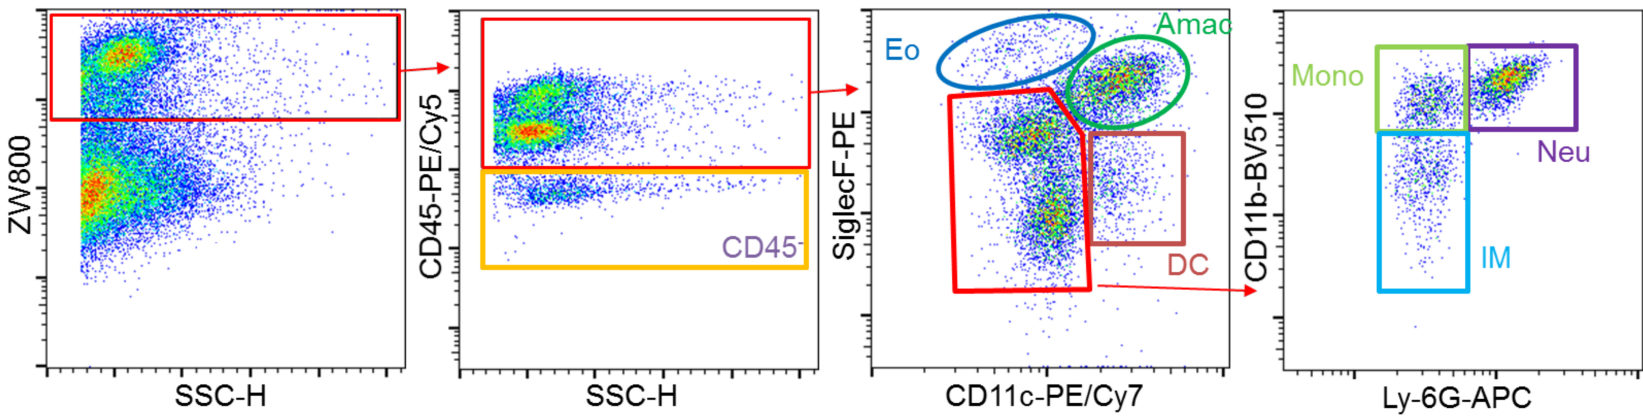 ZW800
SSC-H
CD45-PE/Cy5
CD45-
SSC-H
SiglecF-PE
Eo
Amac
DC
CD11c-PE/Cy7
CD11b-BV510
Mono
Neu
IM
Ly-6G-APC